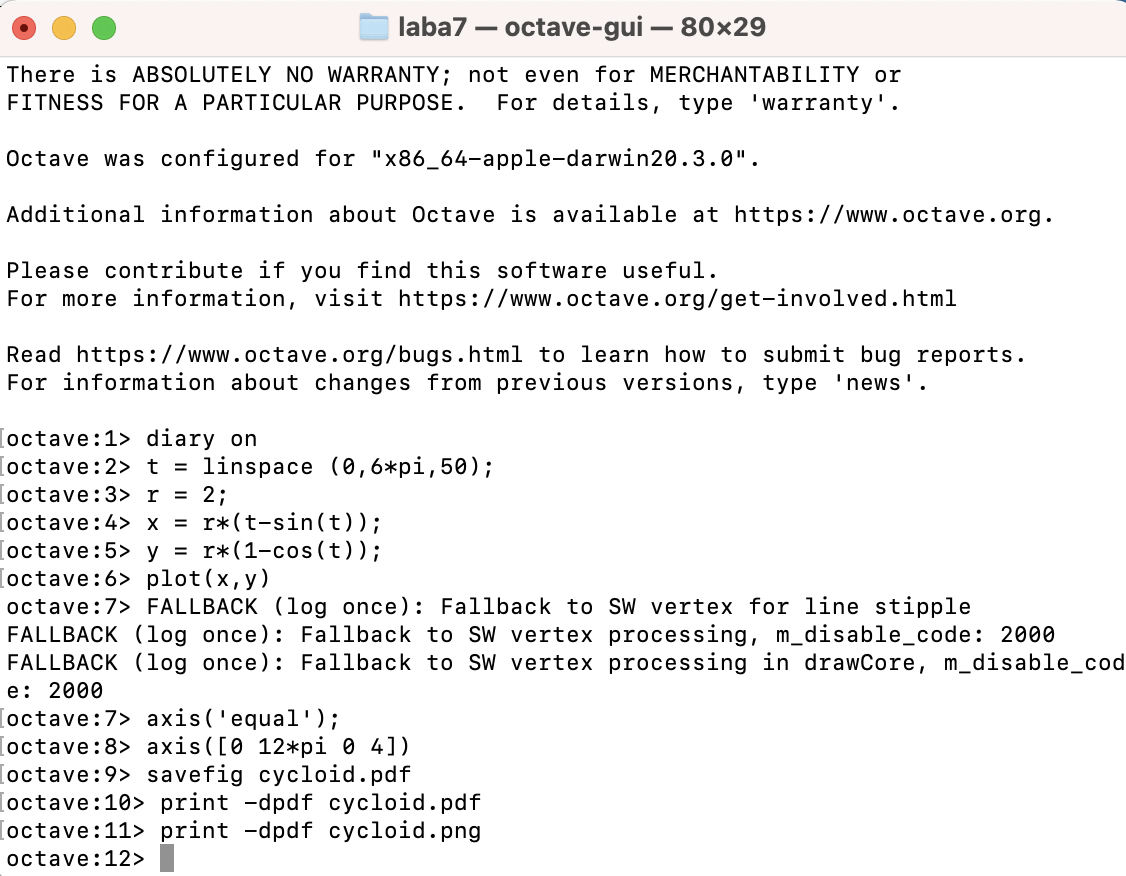 laba7 — octave-gui — 80×29
There is ABSOLUTELY NO WARRANTY; not even for MERCHANTABILITY or
FITNESS FOR A PARTICULAR PURPOSE.  For details, type 'warranty'.
Octave was configured for "x86_64-apple-darwin20.3.0".
Additional information about Octave is available at https://www.octave.org.
Please contribute if you find this software useful.
For more information, visit https://www.octave.org/get-involved.html
Read https://www.octave.org/bugs.html to learn how to submit bug reports.
For information about changes from previous versions, type 'news'.
[octave:1> diary on
[octave:2> t = linspace (0,6*pi,50);
[octave:3> r = 2;
[octave:4> x = r*(t-sin(t));
[octave:5> y = r*(1-cos(t));
[octave:6> plot(x,y)
octave:7> FALLBACK (log once): Fallback to SW vertex for line stipple
FALLBACK (log once): Fallback to SW vertex processing, m_disable_code: 2000
FALLBACK (log once): Fallback to SW vertex processing in drawCore, m_disable_cod
e: 2000
[octave:7> axis('equal');
[octave:8> axis([0 12*pi 0 4])
[octave:9> savefig cycloid.pdf
[octave:10> print -dpdf cycloid.pdf
[octave:11> print -dpdf cycloid.png
octave:12>